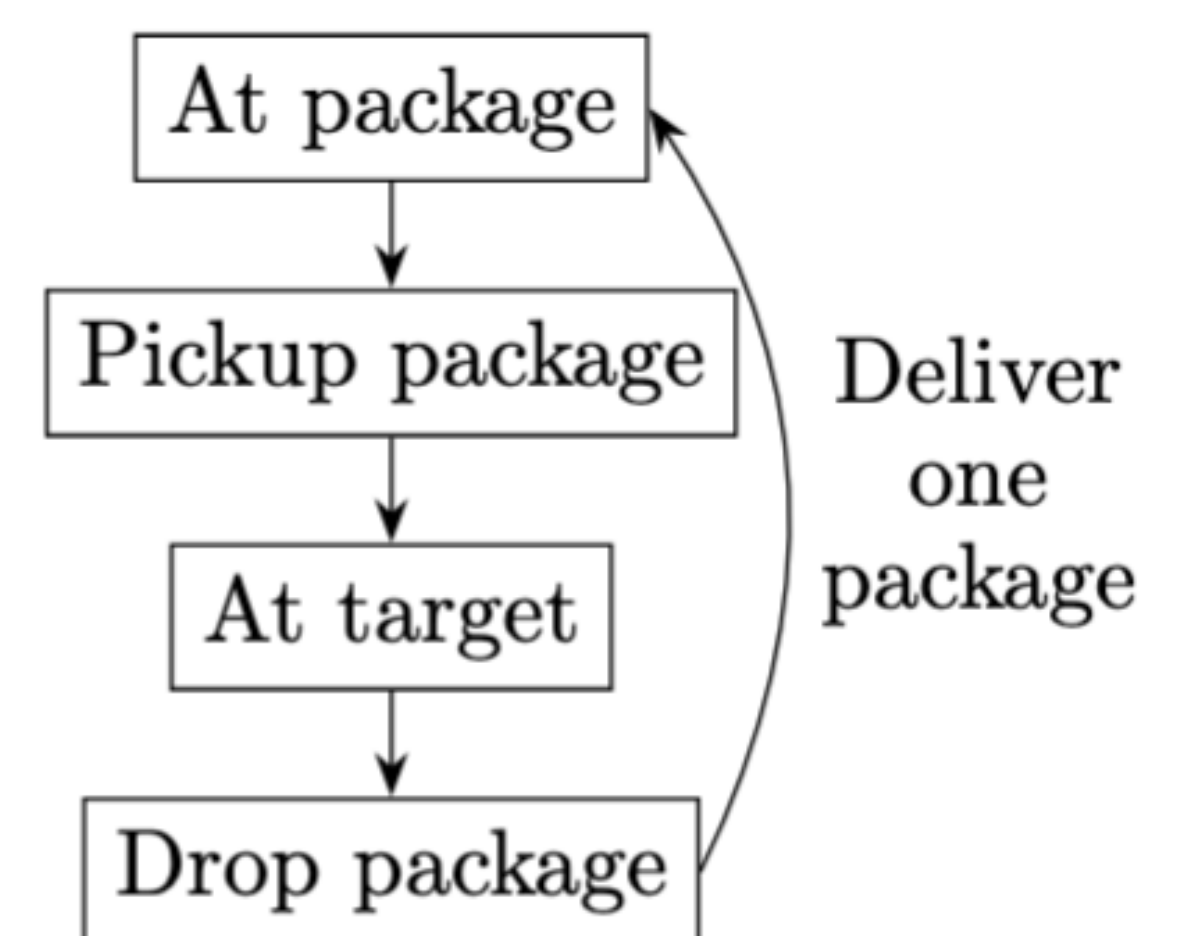 At package
Pickup package
Deliver
one
package
At target
Drop package